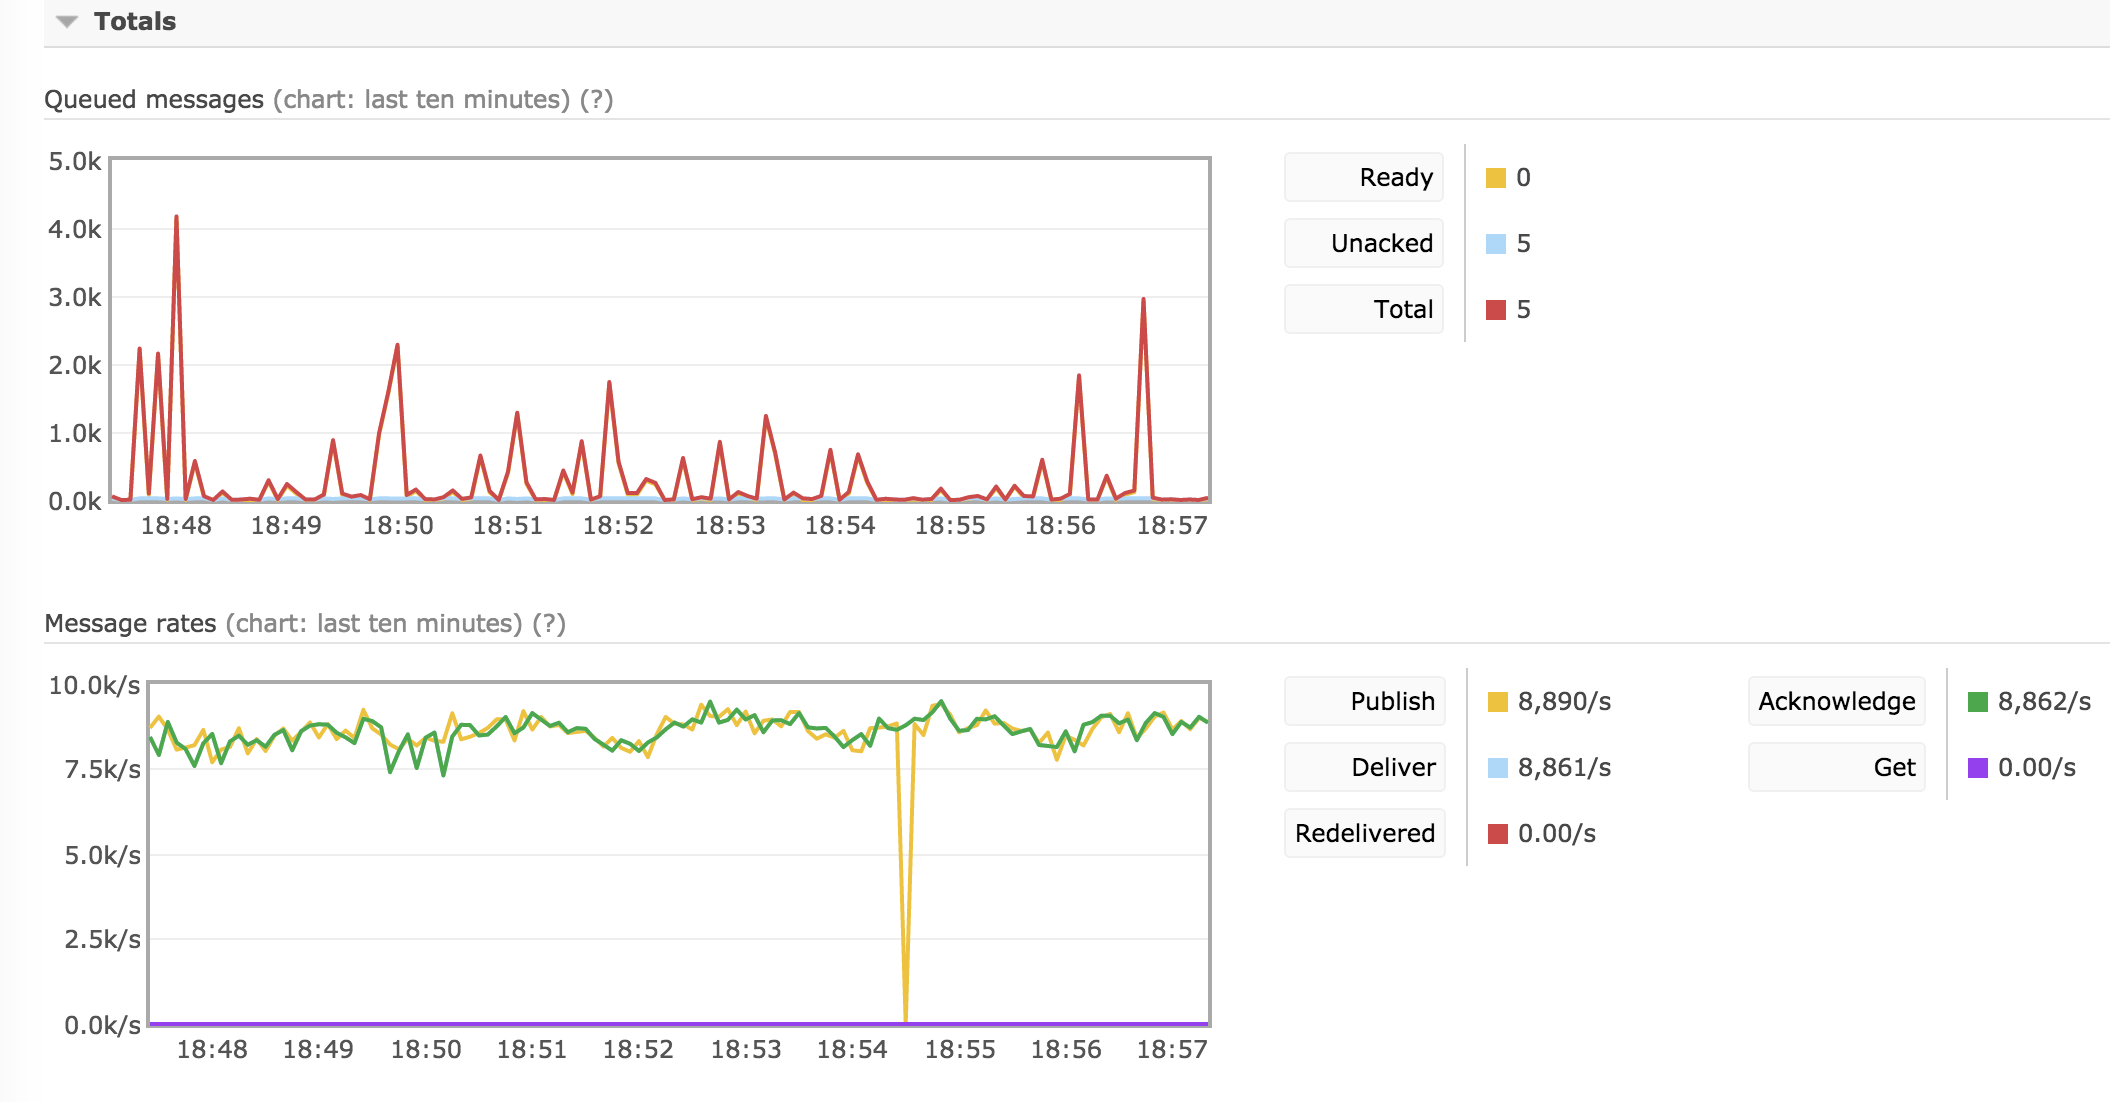 Totals
Queued messages (chart: last ten minutes) (?)
5.0k
4.0k
3.0k
2.0k
1.0k
0.0k
18:48 18:49 18:50 18:51 18:52 18:53 18:54 18:55 18:56 18:57
Ready 0
Unacked 5
Total 5
Message rates (chart: last ten minutes) (?)
10.0k/s
7.5k/s
5.0k/s
2.5k/s
0.0k/s
18:48 18:49 18:50 18:51 18:52 18:53 18:54 18:55 18:56 18:57
Publish 8,890/s
Deliver 8,861/s
Redelivered 0.00/s
Acknowledge 8,862/s
Get 0.00/s